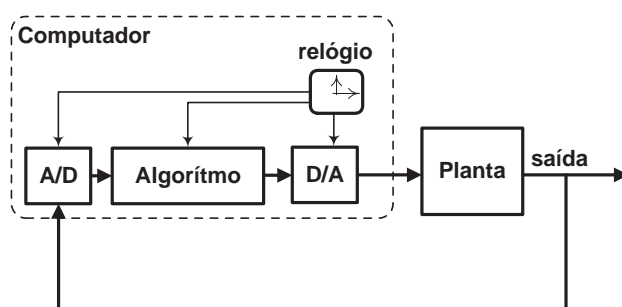 Computador
relógio
A/D
Algorítmo
D/A
Planta
saída